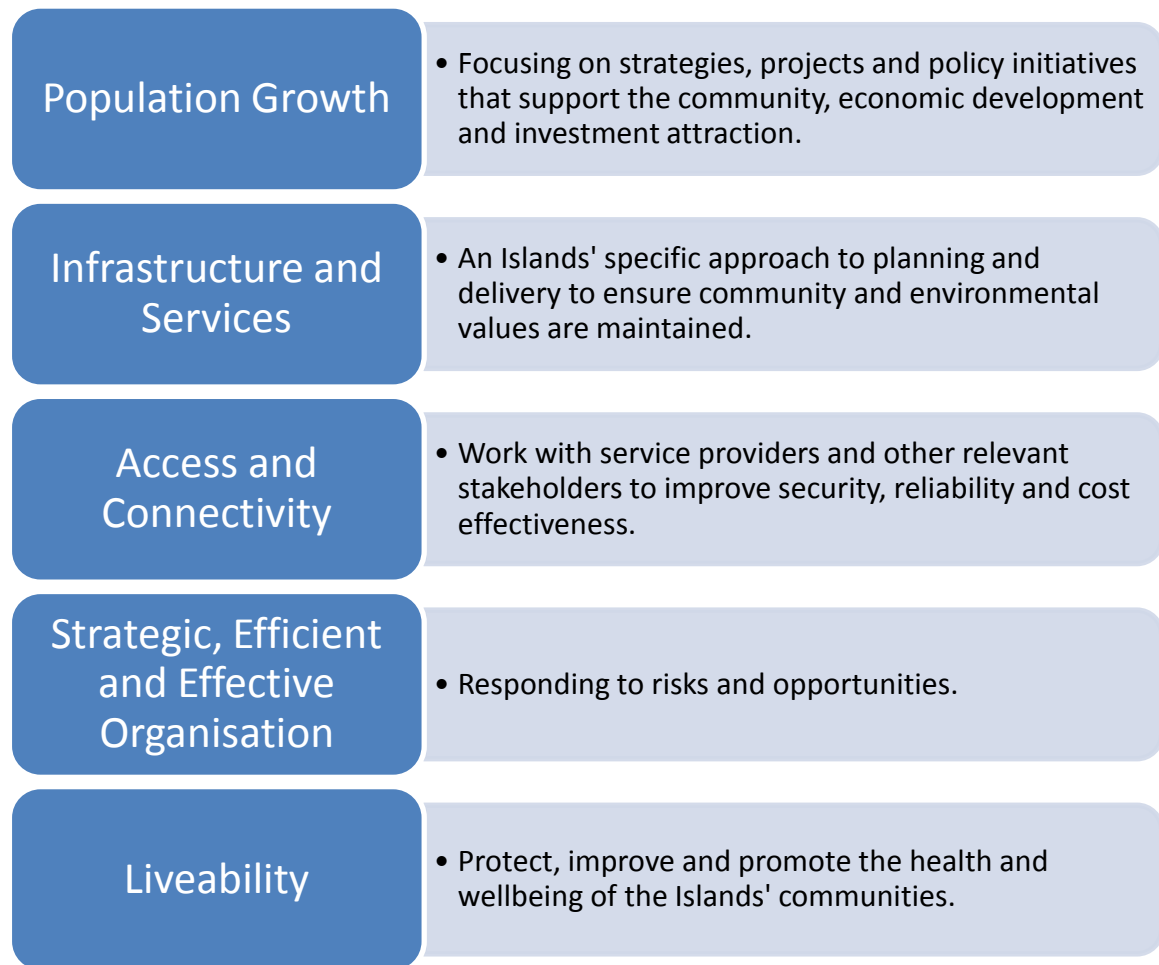 Population Growth
• Focusing on strategies, projects and policy initiatives
that support the community, economic development
and investment attraction.
Infrastructure and
Services
• An Islands' specific approach to planning and
delivery to ensure community and environmental
values are maintained.
Access and
Connectivity
• Work with service providers and other relevant
stakeholders to improve security, reliability and cost
effectiveness.
Strategic, Efficient
and Effective
Organisation
• Responding to risks and opportunities.
Liveability
• Protect, improve and promote the health and
wellbeing of the Islands' communities.